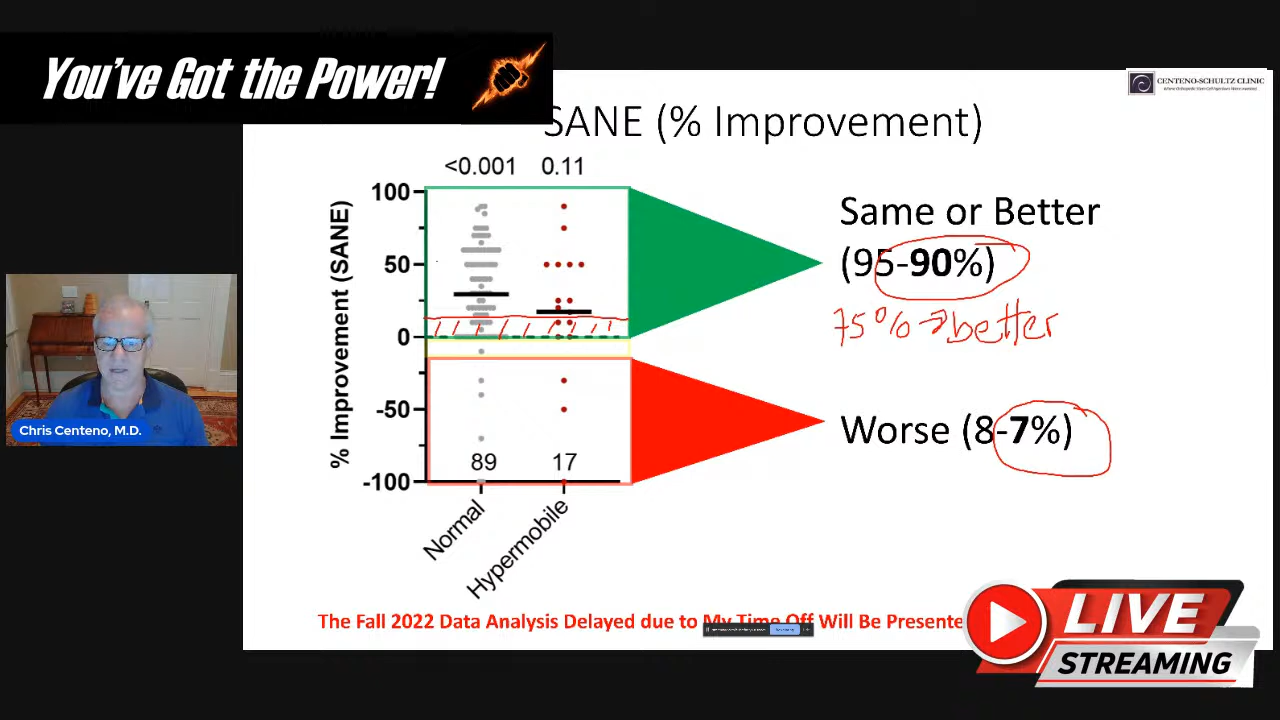 You've Got the Power!
CENTENO-SCHULTZ CLINIC
SANE (% Improvement)
<0.001 0.11
% Improvement (SANE)
100
50
0
-50
-100
89 17
Normal
Hypermobile
Same or Better
(95-90%)
75% → better
Worse (8-7%)
Chris Centeno, M.D.
The Fall 2022 Data Analysis Delayed due to My Time Off Will Be Presente
LIVE
STREAMING